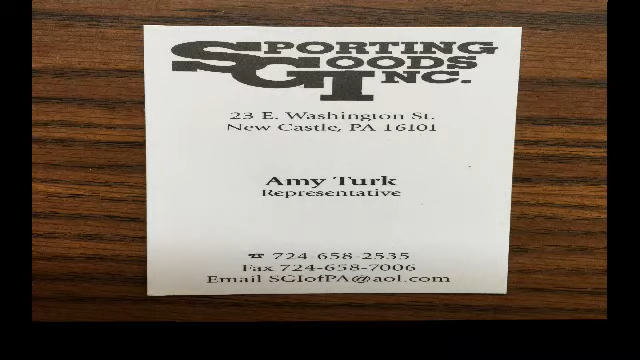 SPORTING
GOODS
INC.
23 E. Washington St.
New Castle, PA 16101
Amy Turk
Representative
☎ 724-658-2535
Fax 724-658-7006
Email SGIofPA@aol.com